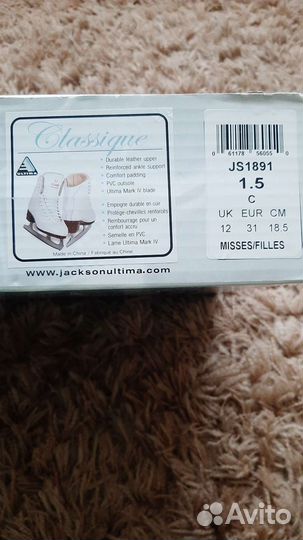 Classique
ULTIMA
• Durable leather upper
• Reinforced ankle support
• Comfort padding
• PVC outsole
• Ultima Mark IV blade
• Empeigne durable en cuir
• Protège-chevilles renforcés
• Rembourrage pour un
confort accru
• Semelle en PVC
• Lame Ultima Mark IV
Made in China / Fabriqué au Chine
www.jacksonultima.com
0 61178 56055 0
JS1891
1.5
C
UK EUR CM
12 31 18.5
MISSES/FILLES
Avito